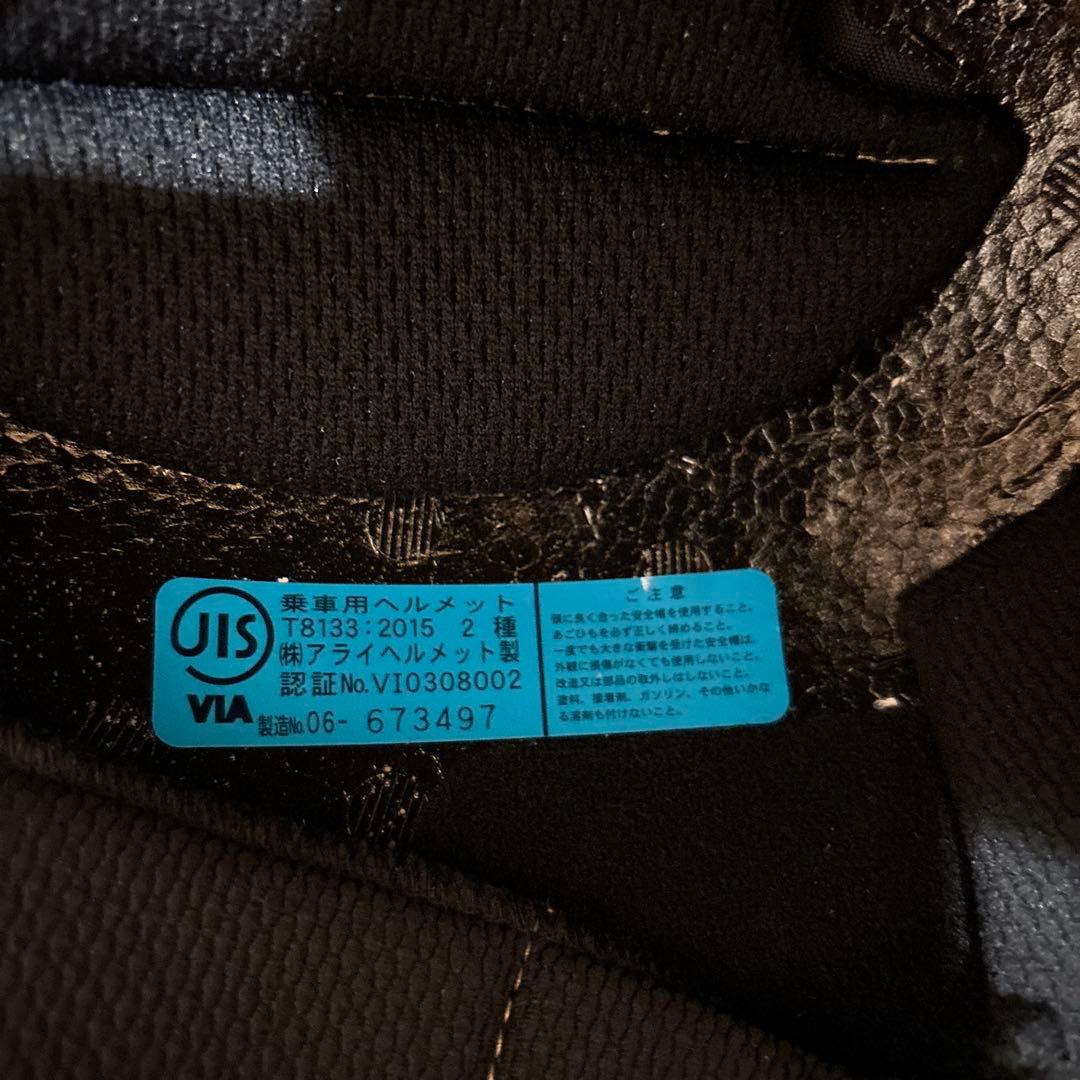 JIS
VIA
乗車用ヘルメット
T8133:2015 2 種
㈱アライヘルメット製
認証No.VI0308002
製造No.06- 673497
ご注意
頭に良く合った安全帽を使用すること。
あごひもを必ず正しく締めること。
一度でも大きな衝撃を受けた安全帽は、
外観に損傷がなくても使用しないこと。
改造又は部品の取外しはしないこと。
塗料、接着剤、ガソリン、その他いかな
る溶剤も付けないこと。